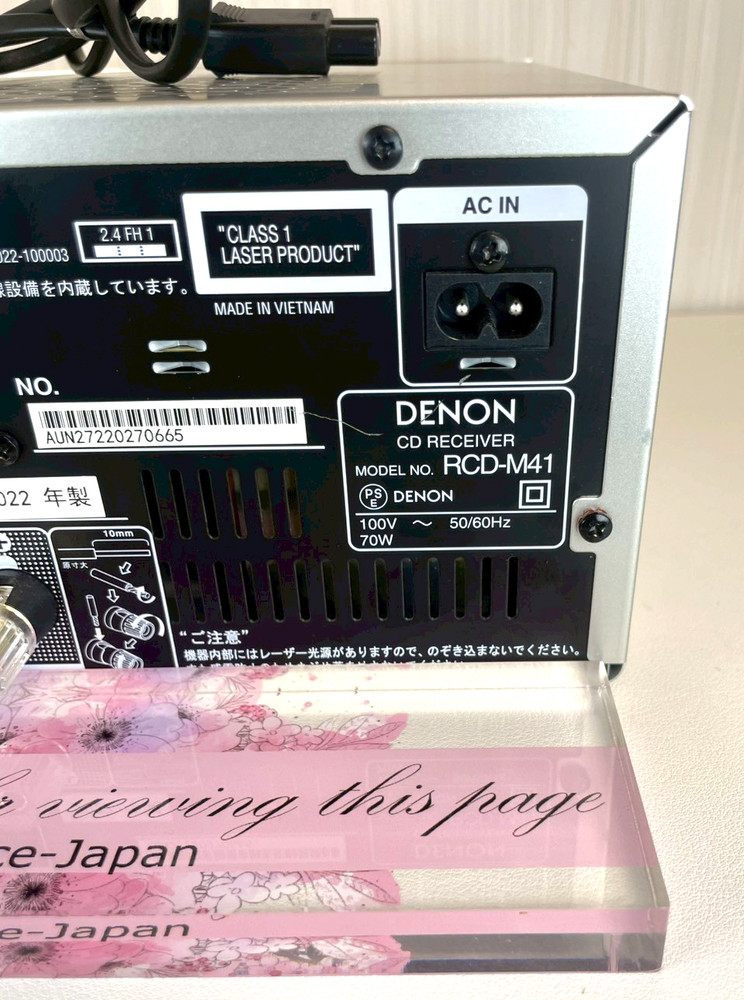 AC IN
2.4 FH 1
"CLASS 1
LASER PRODUCT"
022-100003
設備を内蔵しています。
MADE IN VIETNAM
NO.
AUN27220270665
DENON
CD RECEIVER
MODEL NO. RCD-M41
PS
E
DENON
100V ～ 50/60Hz
70W
022 年製
10mm
原寸大
"ご注意"
機器内部にはレーザー光源がありますので、のぞき込まないでください。
viewing this page
ce-Japan
e-Japan